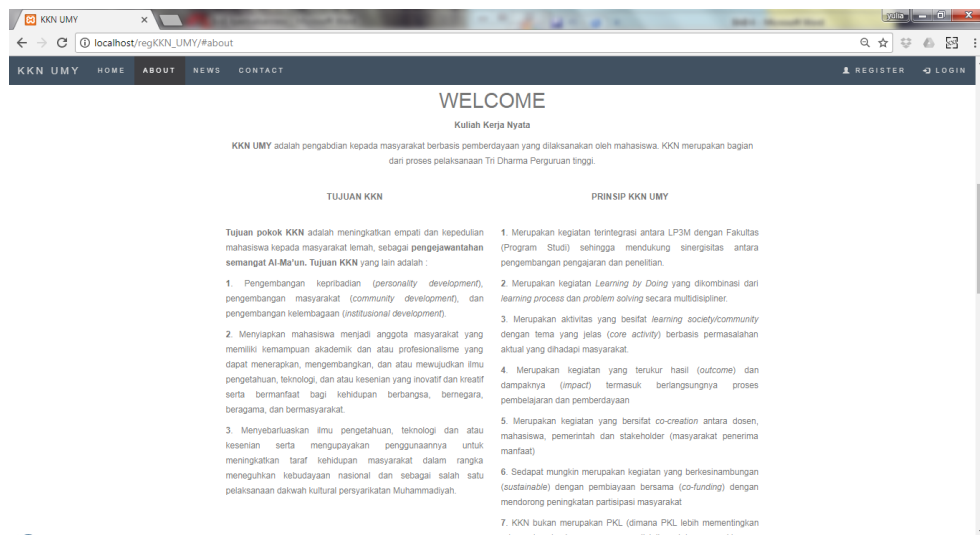 KKN UMY
yulia
localhost/regKKN_UMY/#about
KKN UMY HOME ABOUT NEWS CONTACT REGISTER LOGIN
WELCOME
Kuliah Kerja Nyata
KKN UMY adalah pengabdian kepada masyarakat berbasis pemberdayaan yang dilaksanakan oleh mahasiswa. KKN merupakan bagian
dari proses pelaksanaan Tri Dharma Perguruan tinggi.
TUJUAN KKN
Tujuan pokok KKN adalah meningkatkan empati dan kepedulian
mahasiswa kepada masyarakat lemah, sebagai pengejawantahan
semangat Al-Ma'un. Tujuan KKN yang lain adalah :
1. Pengembangan kepribadian (personality development),
pengembangan masyarakat (community development), dan
pengembangan kelembagaan (institusional development).
2. Menyiapkan mahasiswa menjadi anggota masyarakat yang
memiliki kemampuan akademik dan atau profesionalisme yang
dapat menerapkan, mengembangkan, dan atau mewujudkan ilmu
pengetahuan, teknologi, dan atau kesenian yang inovatif dan kreatif
serta bermanfaat bagi kehidupan berbangsa, bernegara,
beragama, dan bermasyarakat.
3. Menyebarluaskan ilmu pengetahuan, teknologi dan atau
kesenian serta mengupayakan penggunaannya untuk
meningkatkan taraf kehidupan masyarakat dalam rangka
meneguhkan kebudayaan nasional dan sebagai salah satu
pelaksanaan dakwah kultural persyarikatan Muhammadiyah.
PRINSIP KKN UMY
1. Merupakan kegiatan terintegrasi antara LP3M dengan Fakultas
(Program Studi) sehingga mendukung sinergisitas antara
pengembangan pengajaran dan penelitian.
2. Merupakan kegiatan Learning by Doing yang dikombinasi dari
learning process dan problem solving secara multidisipliner.
3. Merupakan aktivitas yang besifat learning society/community
dengan tema yang jelas (core activity) berbasis permasalahan
aktual yang dihadapi masyarakat.
4. Merupakan kegiatan yang terukur hasil (outcome) dan
dampaknya (impact) termasuk berlangsungnya proses
pembelajaran dan pemberdayaan
5. Merupakan kegiatan yang bersifat co-creation antara dosen,
mahasiswa, pemerintah dan stakeholder (masyarakat penerima
manfaat)
6. Sedapat mungkin merupakan kegiatan yang berkesinambungan
(sustainable) dengan pembiayaan bersama (co-funding) dengan
mendorong peningkatan partisipasi masyarakat
7. KKN bukan merupakan PKL (dimana PKL lebih mementingkan